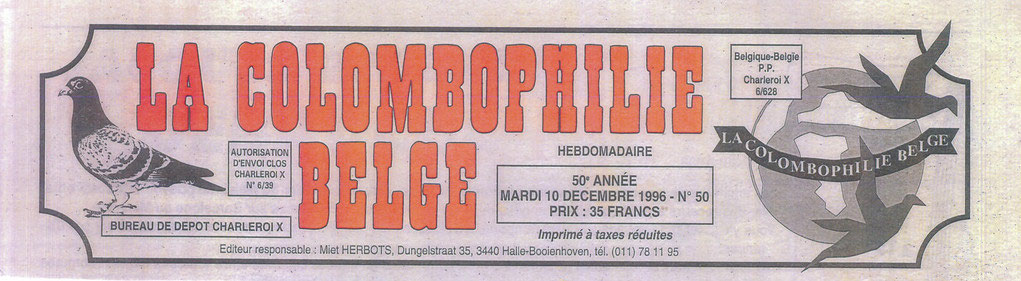 LA COLOMBOPHILIE
BELGE
Belgique-Belgïe
P.P.
Charleroi X
6/628
AUTORISATION
D'ENVOI CLOS
CHARLEROI X
N° 6/39
BUREAU DE DEPOT CHARLEROI X
HEBDOMADAIRE
50e ANNÉE
MARDI 10 DECEMBRE 1996 - N° 50
PRIX : 35 FRANCS
Imprimé à taxes réduites
LA COLOMBOPHILIE BELGE
Editeur responsable : Miet HERBOTS, Dungelstraat 35, 3440 Halle-Booienhoven, tél. (011) 78 11 95